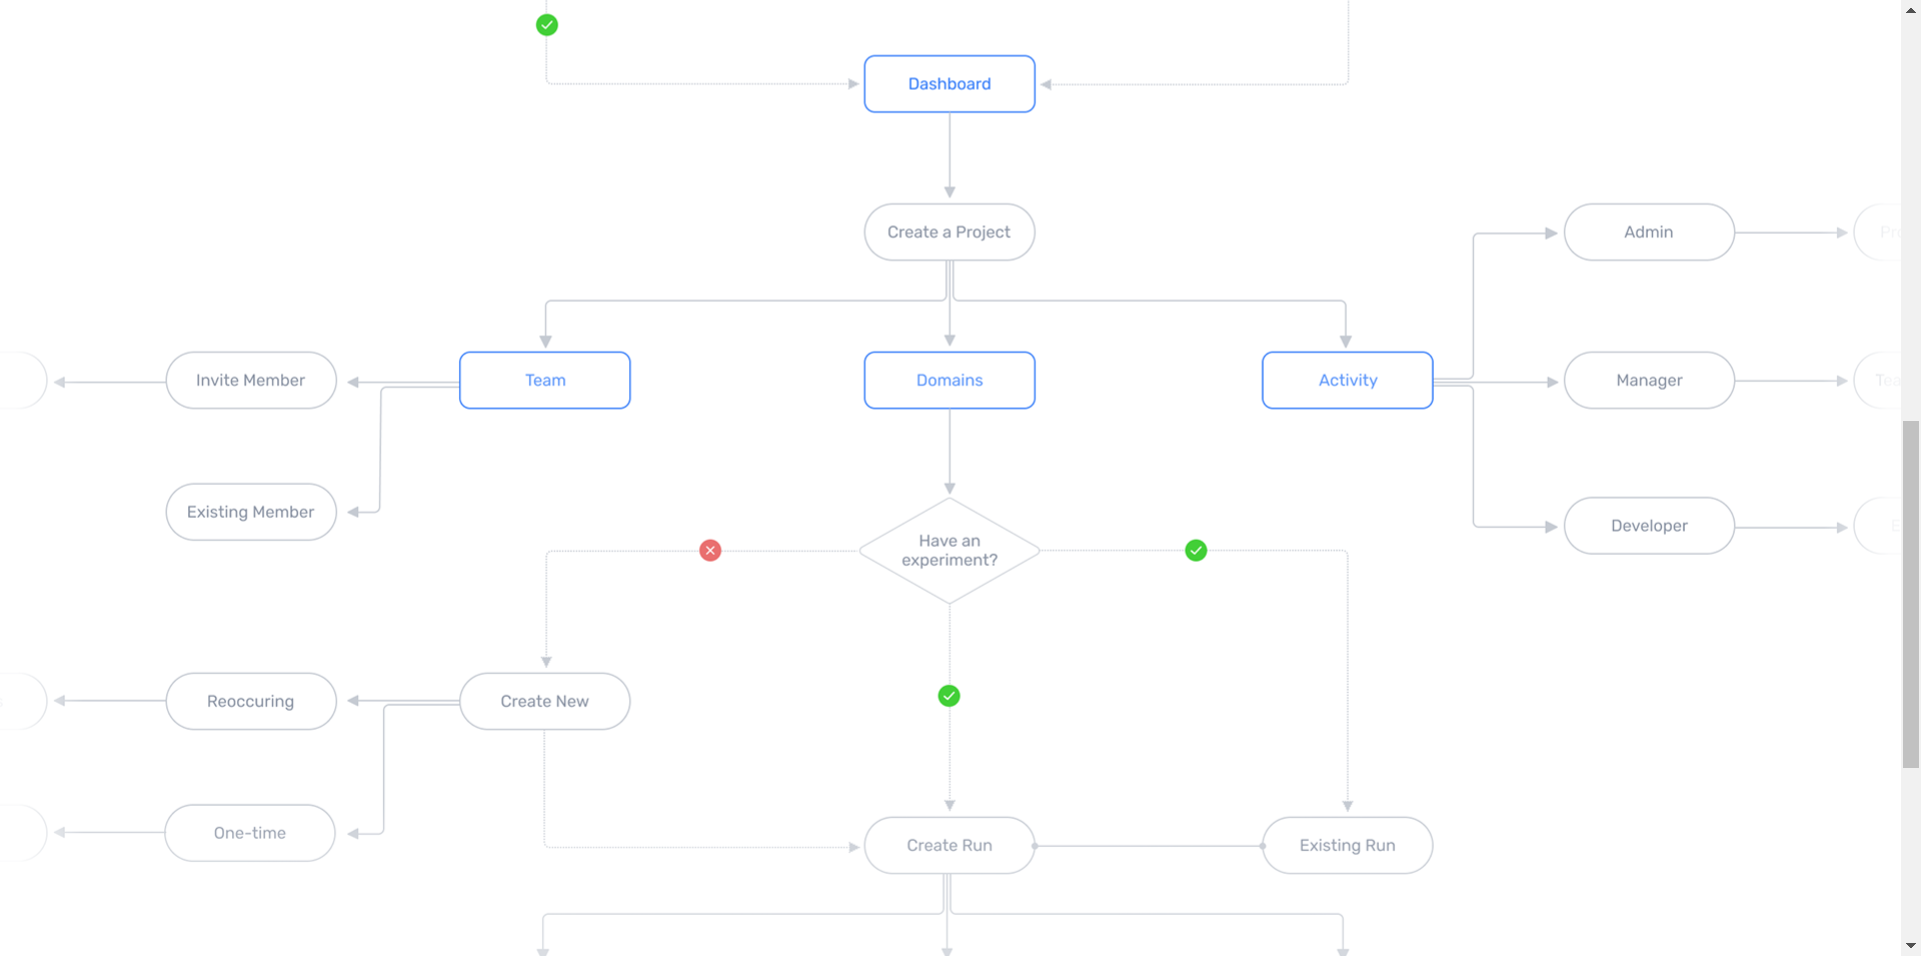 Dashboard
Create a Project
Admin
Invite Member
Team
Domains
Activity
Manager
Existing Member
Developer
Have an
experiment?
Reoccuring
Create New
One-time
Create Run
Existing Run